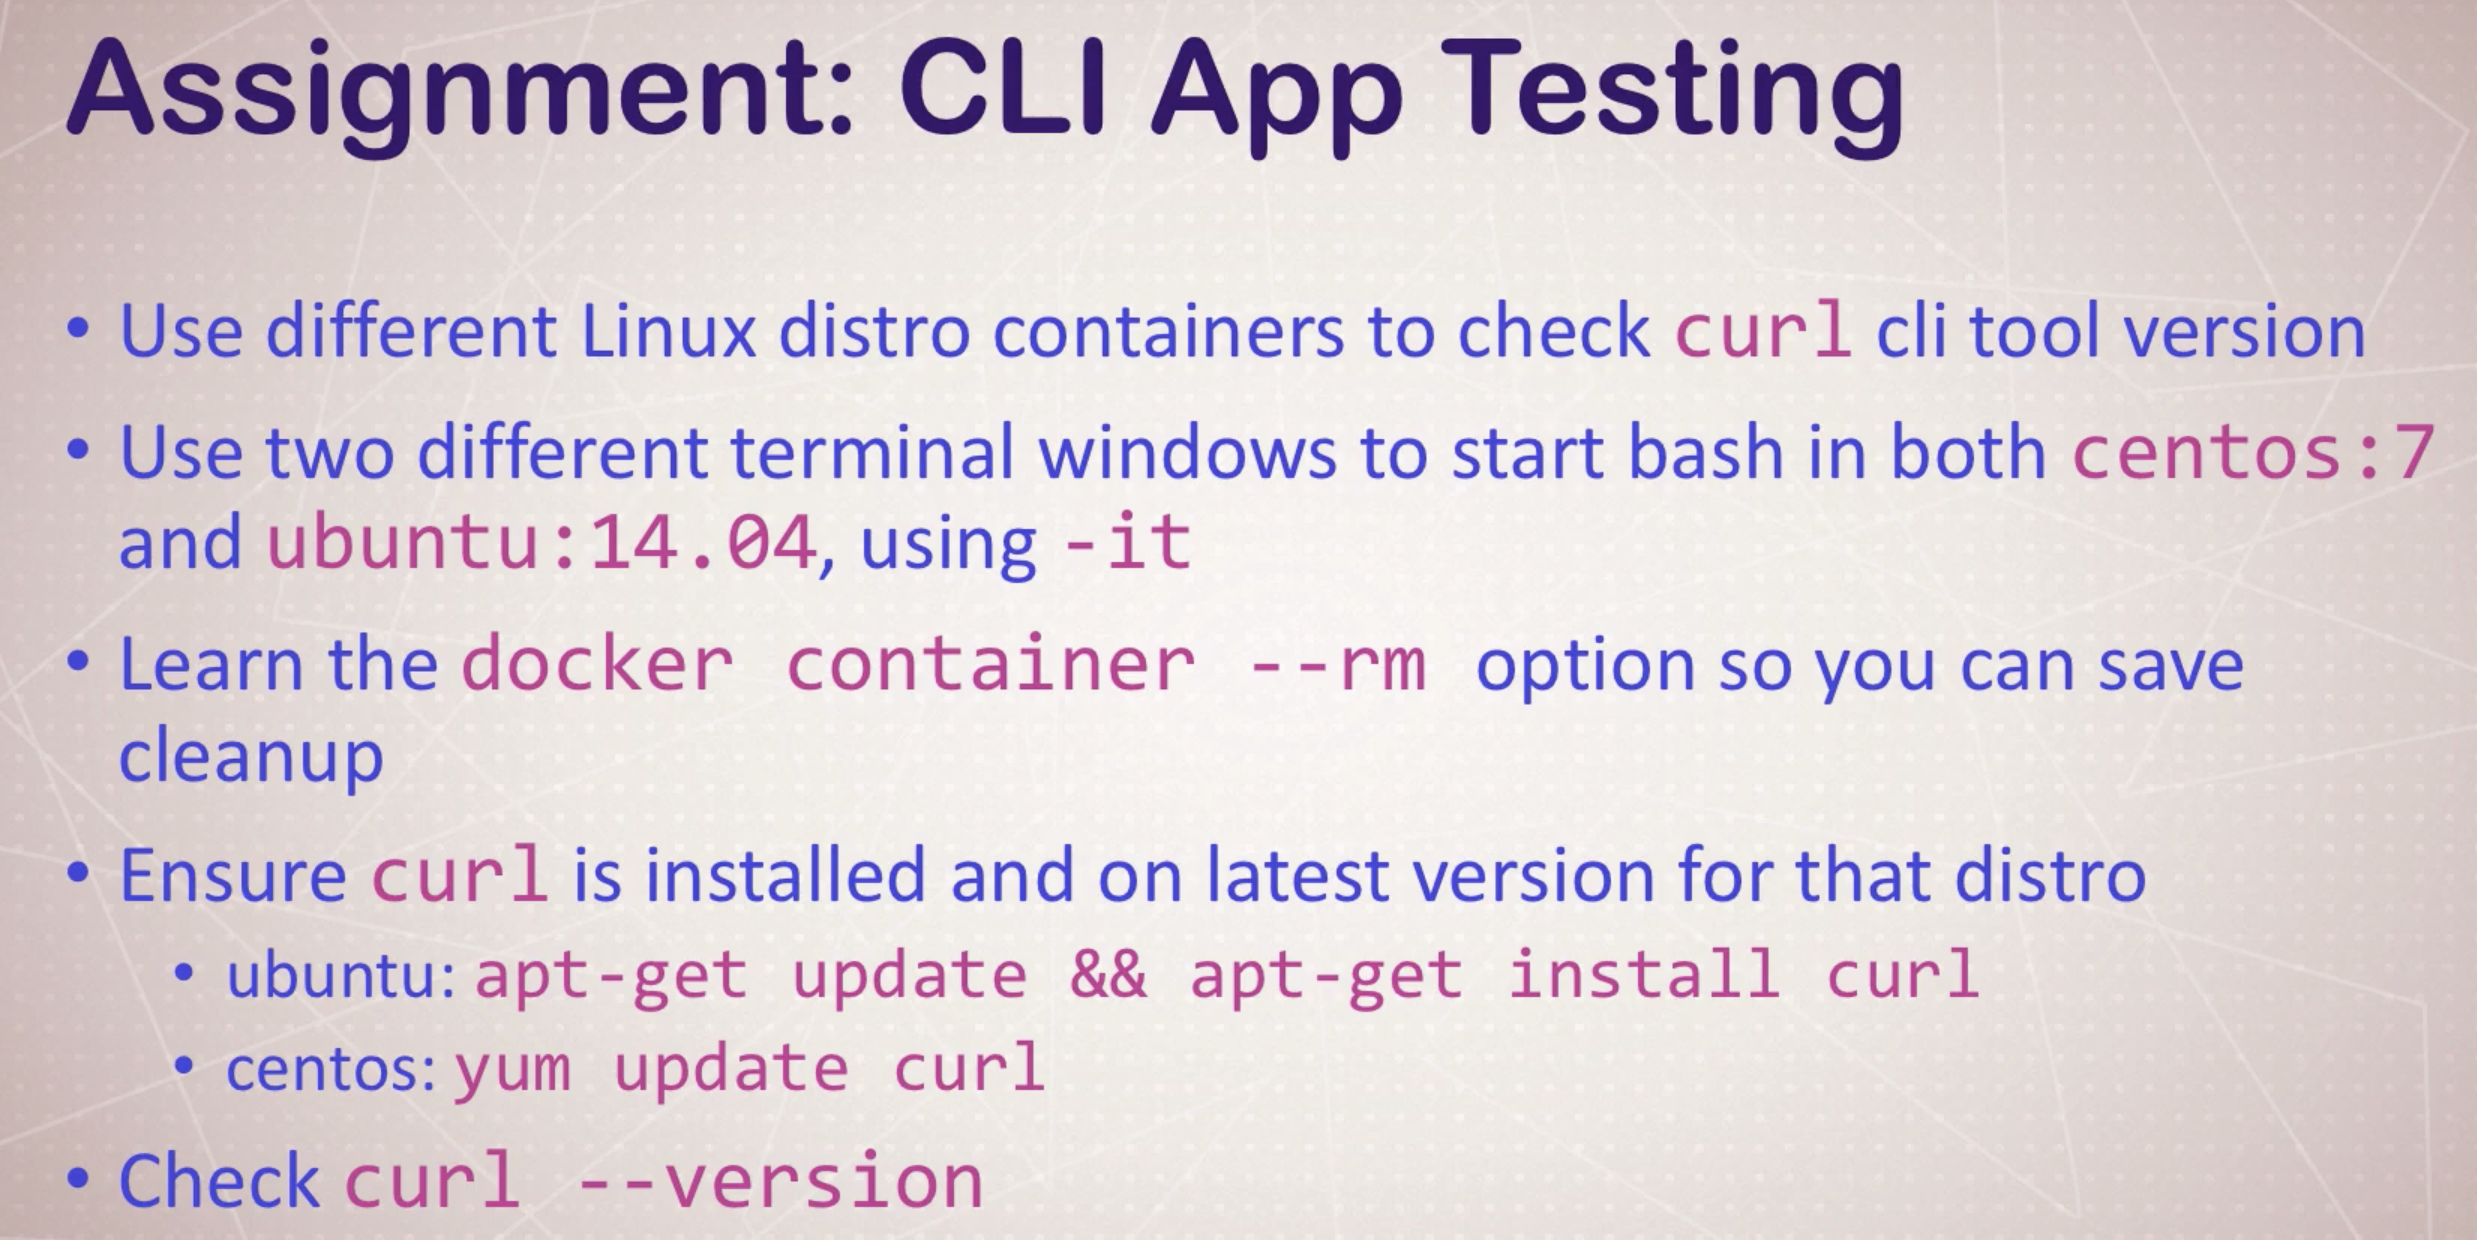 Assignment: CLI App Testing
• Use different Linux distro containers to check curl cli tool version
• Use two different terminal windows to start bash in both centos:7
and ubuntu:14.04, using -it
• Learn the docker container --rm option so you can save
cleanup
• Ensure curl is installed and on latest version for that distro
• ubuntu: apt-get update && apt-get install curl
• centos: yum update curl
• Check curl --version